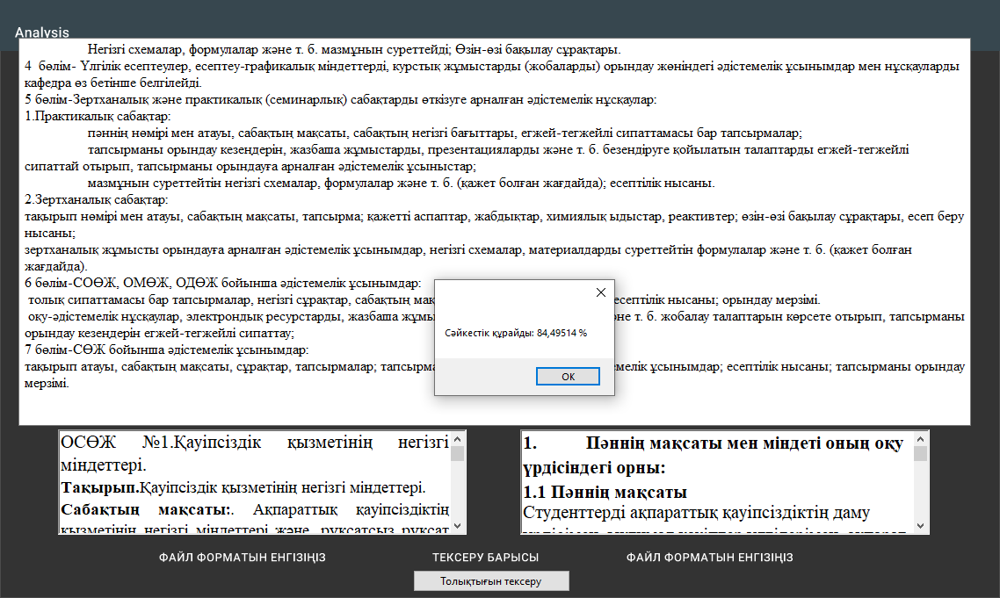 Analysis
Негізгі схемалар, формулалар және т. б. мазмұнын суреттейді; Өзін-өзі бақылау сұрақтары.
4 бөлім- Үлгілік есептеулер, есептеу-графикалық міндеттерді, курстық жұмыстарды (жобаларды) орындау жөніндегі әдістемелік ұсынымдар мен нұсқауларды
кафедра өз бетінше белгілейді.
5 бөлім-Зертханалық және практикалық (семинарлық) сабақтарды өткізуге арналған әдістемелік нұсқаулар:
1.Практикалық сабақтар:
пәннің нөмірі мен атауы, сабақтың мақсаты, сабақтың негізгі бағыттары, егжей-тегжейлі сипаттамасы бар тапсырмалар;
тапсырманы орындау кезеңдерін, жазбаша жұмыстарды, презентацияларды және т. б. безендіруге қойылатын талаптарды егжей-тегжейлі
сипаттай отырып, тапсырманы орындауға арналған әдістемелік ұсыныстар;
мазмұнын суреттейтін негізгі схемалар, формулалар және т. б. (қажет болған жағдайда); есептілік нысаны.
2.Зертханалық сабақтар:
тақырып нөмірі мен атауы, сабақтың мақсаты, тапсырма; қажетті аспаптар, жабдықтар, химиялық ыдыстар, реактивтер; өзін-өзі бақылау сұрақтары, есеп беру
нысаны;
зертханалық жұмысты орындауға арналған әдістемелік ұсынымдар, негізгі схемалар, материалдарды суреттейтін формулалар және т. б. (қажет болған
жағдайда).
6 бөлім-СОӨЖ, ОМӨЖ, ОДӨЖ бойынша әдістемелік ұсынымдар:
толық сипаттамасы бар тапсырмалар, негізгі сұрақтар, сабақтың мақ есептілік нысаны; орындау мерзімі.
оқу-әдістемелік нұсқаулар, электрондық ресурстарды, жазбаша жұмы не т. б. жобалау талаптарын көрсете отырып, тапсырманы
орындау кезеңдерін егжей-тегжейлі сипаттау;
7 бөлім-СӨЖ бойынша әдістемелік ұсынымдар:
тақырып атауы, сабақтың мақсаты, сұрақтар, тапсырмалар; тапсырма емелік ұсынымдар; есептілік нысаны; тапсырманы орындау
мерзімі.
Сәйкестік құрайды: 84,49514 %
ОК
ОСӨЖ №1.Қауіпсіздік қызметінің негізгі
міндеттері.
Тақырып.Қауіпсіздік қызметінің негізгі міндеттері.
Сабақтың мақсаты:. Ақпараттық қауіпсіздіктің
қызметінің негізгі міндеттері және, рұқсатсыз рұқсат
1. Пәннің мақсаты мен міндеті оның оқу
үрдісіндегі орны:
1.1 Пәннің мақсаты
Студенттерді ақпараттық қауіпсіздіктің даму
ФАЙЛ ФОРМАТЫН ЕНГІЗІҢІЗ
ТЕКСЕРУ БАРЫСЫ
ФАЙЛ ФОРМАТЫН ЕНГІЗІҢІЗ
Толықтығын тексеру